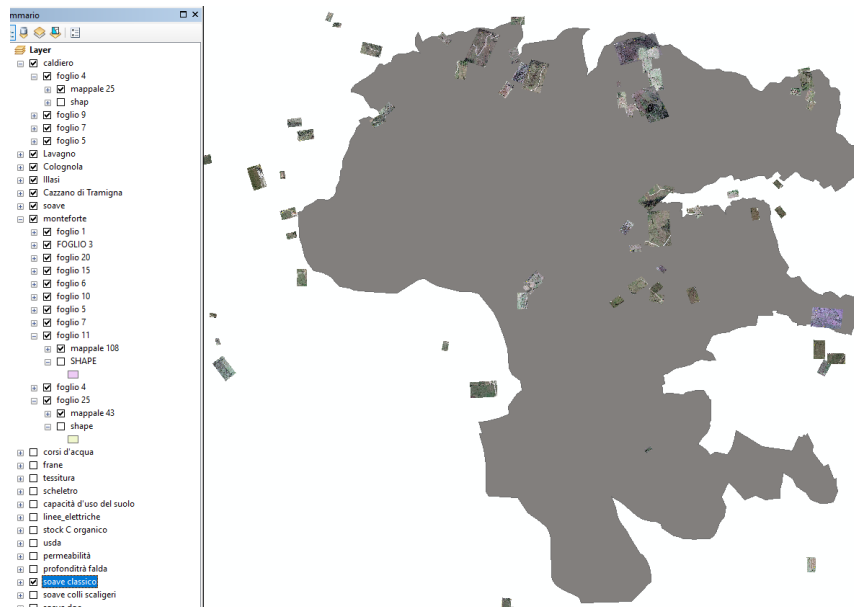 mmario
Layer
caldiero
foglio 4
mappale 25
shap
foglio 9
foglio 7
foglio 5
Lavagno
Colognola
Illasi
Cazzano di Tramigna
soave
monteforte
foglio 1
FOGLIO 3
foglio 20
foglio 15
foglio 6
foglio 10
foglio 5
foglio 7
foglio 11
mappale 108
SHAPE
foglio 4
foglio 25
mappale 43
shape
corsi d'acqua
frane
tessitura
scheletro
capacità d'uso del suolo
linee_elettriche
stock C organico
usda
permeabilità
profonditrà falda
soave classico
soave colli scaligeri